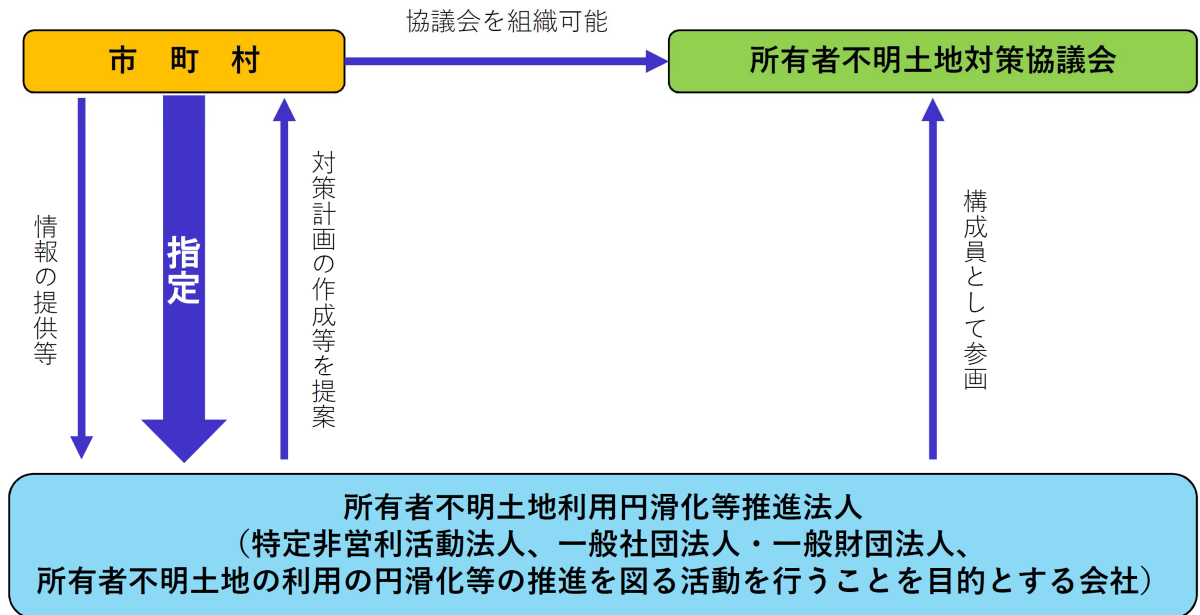 協議会を組織可能
市　町　村
所有者不明土地対策協議会
情報の提供等
指定
対策計画の作成等を提案
構成員として参画
所有者不明土地利用円滑化等推進法人
（特定非営利活動法人、一般社団法人・一般財団法人、
所有者不明土地の利用の円滑化等の推進を図る活動を行うことを目的とする会社）